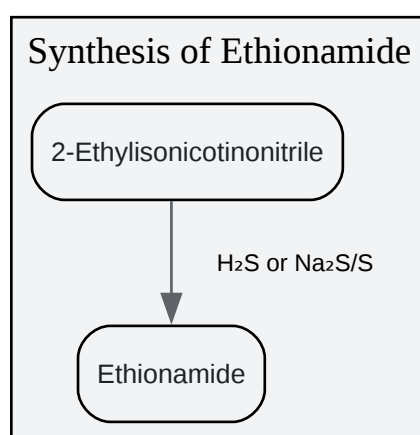 Synthesis of Ethionamide
2-Ethylisonicotinonitrile
H₂S or Na₂S/S
Ethionamide